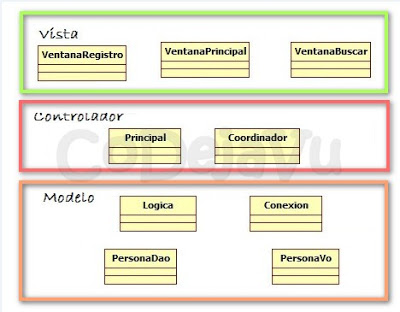 Vista
VentanaRegistro
VentanaPrincipal
VentanaBuscar
Controlador
Principal
Coordinador
CoDejaVu
Modelo
Logica
Conexion
PersonaDao
PersonaVo